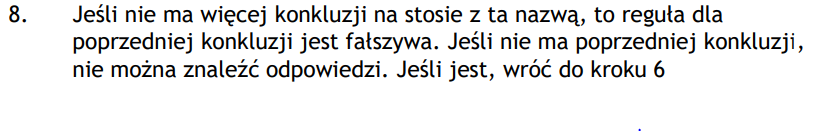 8. Jeśli nie ma więcej konkluzji na stosie z ta nazwą, to reguła dla
poprzedniej konkluzji jest fałszywa. Jeśli nie ma poprzedniej konkluzji,
nie można znaleźć odpowiedzi. Jeśli jest, wróć do kroku 6